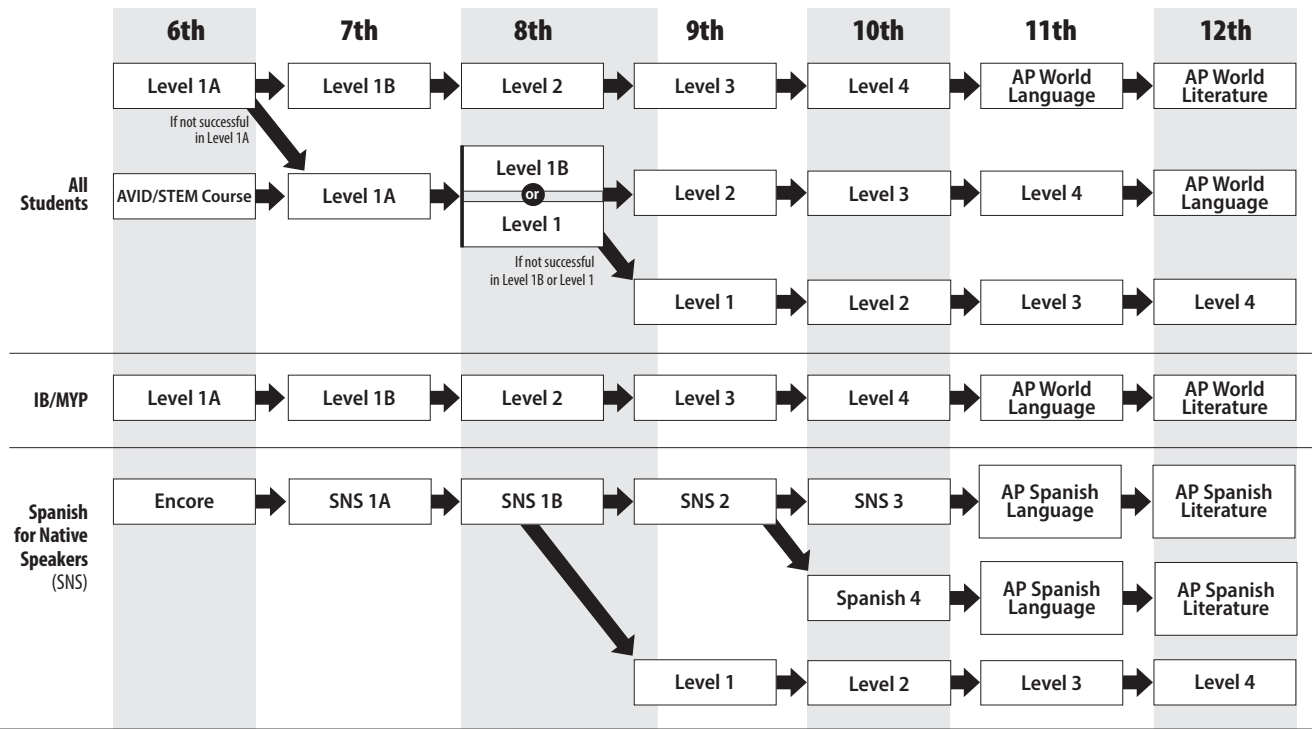 6th 7th 8th 9th 10th 11th 12th
Level 1A Level 1B Level 2 Level 3 Level 4 AP World
Language AP World
Literature
If not successful
in Level 1A
All
Students
AVID/STEM Course Level 1A Level 1B
or
Level 1
Level 2 Level 3 Level 4 AP World
Language
If not successful
in Level 1B or Level 1
Level 1 Level 2 Level 3 Level 4
IB/MYP
Level 1A Level 1B Level 2 Level 3 Level 4 AP World
Language AP World
Literature
Spanish
for Native
Speakers
(SNS)
Encore SNS 1A SNS 1B SNS 2 SNS 3 AP Spanish
Language AP Spanish
Literature
Spanish 4 AP Spanish
Language AP Spanish
Literature
Level 1 Level 2 Level 3 Level 4